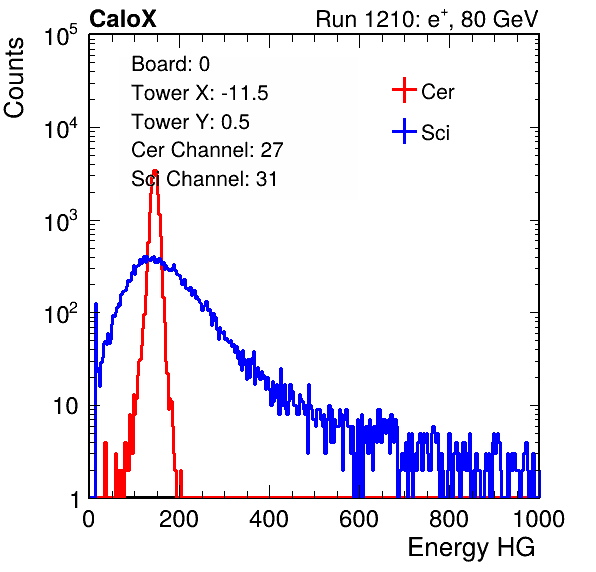 CaloX Run 1210: e+, 80 GeV
Counts
Board: 0
Tower X: -11.5
Tower Y: 0.5
Cer Channel: 27
Sci Channel: 31
Cer
Sci
10^5
10^4
10^3
10^2
10
1
0 200 400 600 800 1000
Energy HG